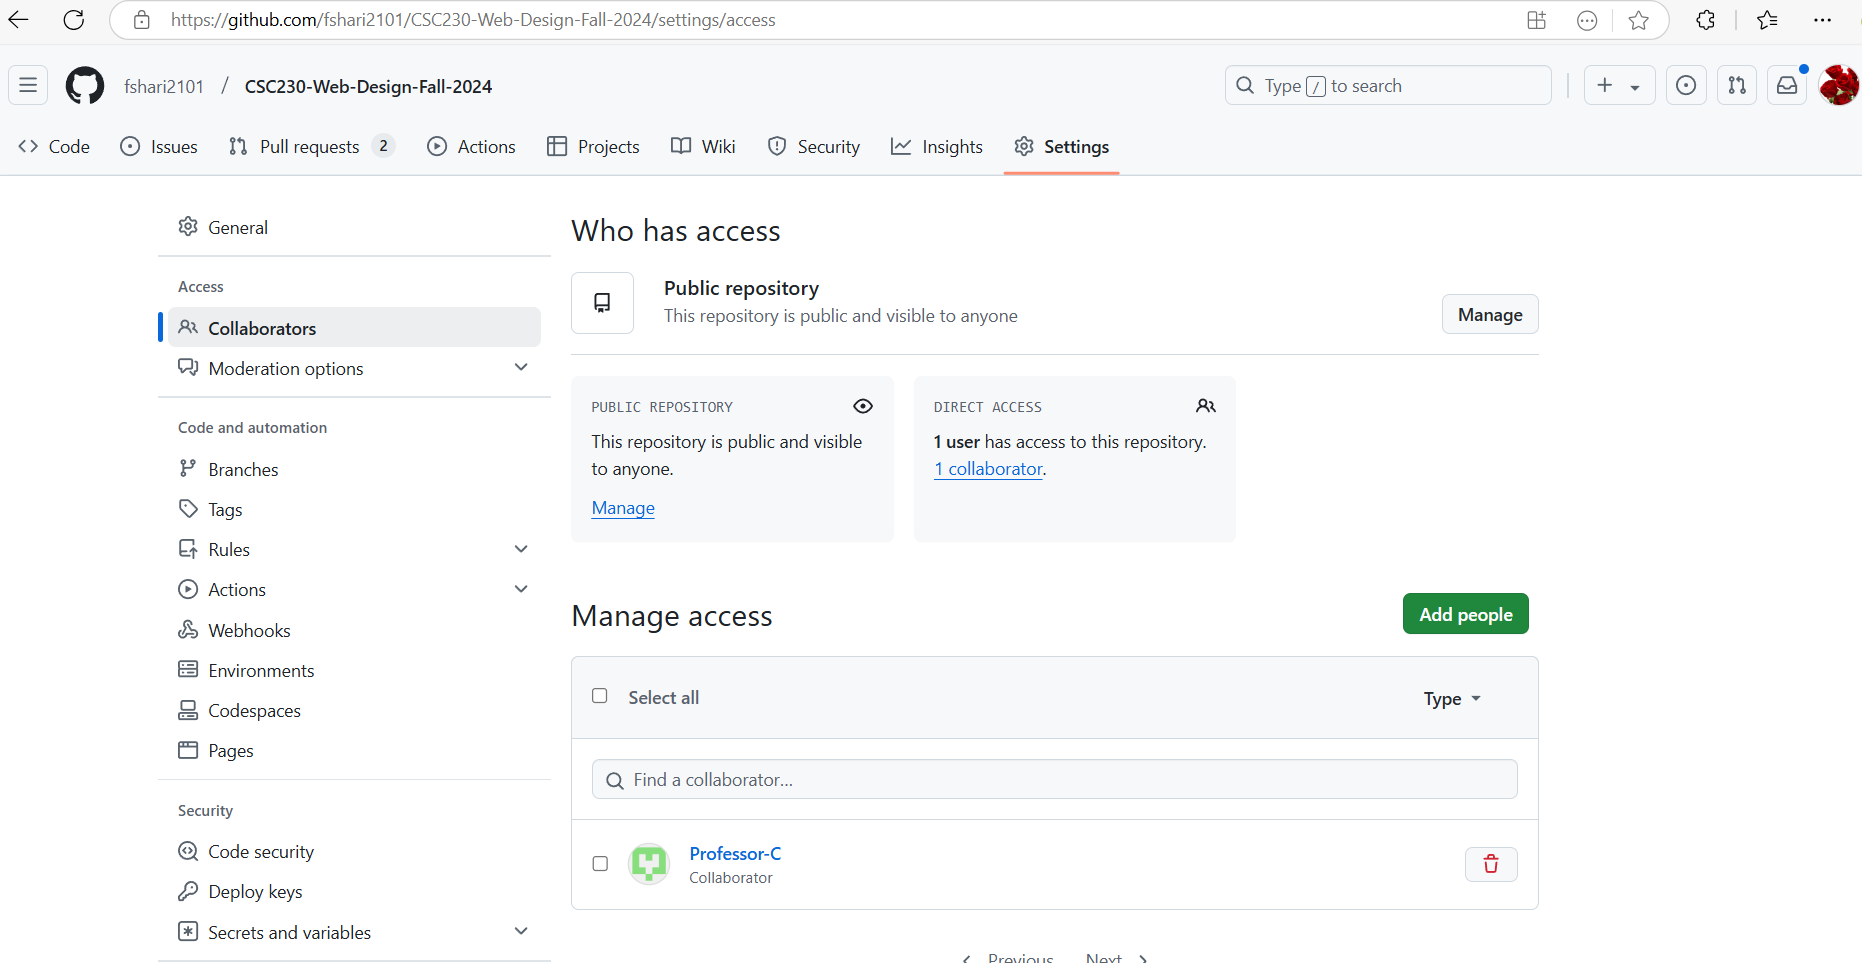 https://github.com/fshari2101/CSC230-Web-Design-Fall-2024/settings/access
fshari2101 / CSC230-Web-Design-Fall-2024
Type / to search
Code
Issues
Pull requests 2
Actions
Projects
Wiki
Security
Insights
Settings
General
Access
Collaborators
Moderation options
Code and automation
Branches
Tags
Rules
Actions
Webhooks
Environments
Codespaces
Pages
Security
Code security
Deploy keys
Secrets and variables
Who has access
Public repository
This repository is public and visible to anyone
Manage
PUBLIC REPOSITORY
This repository is public and visible
to anyone.
Manage
DIRECT ACCESS
1 user has access to this repository.
1 collaborator.
Manage access
Add people
Select all
Type
Find a collaborator...
Professor-C
Collaborator
Previous
Next